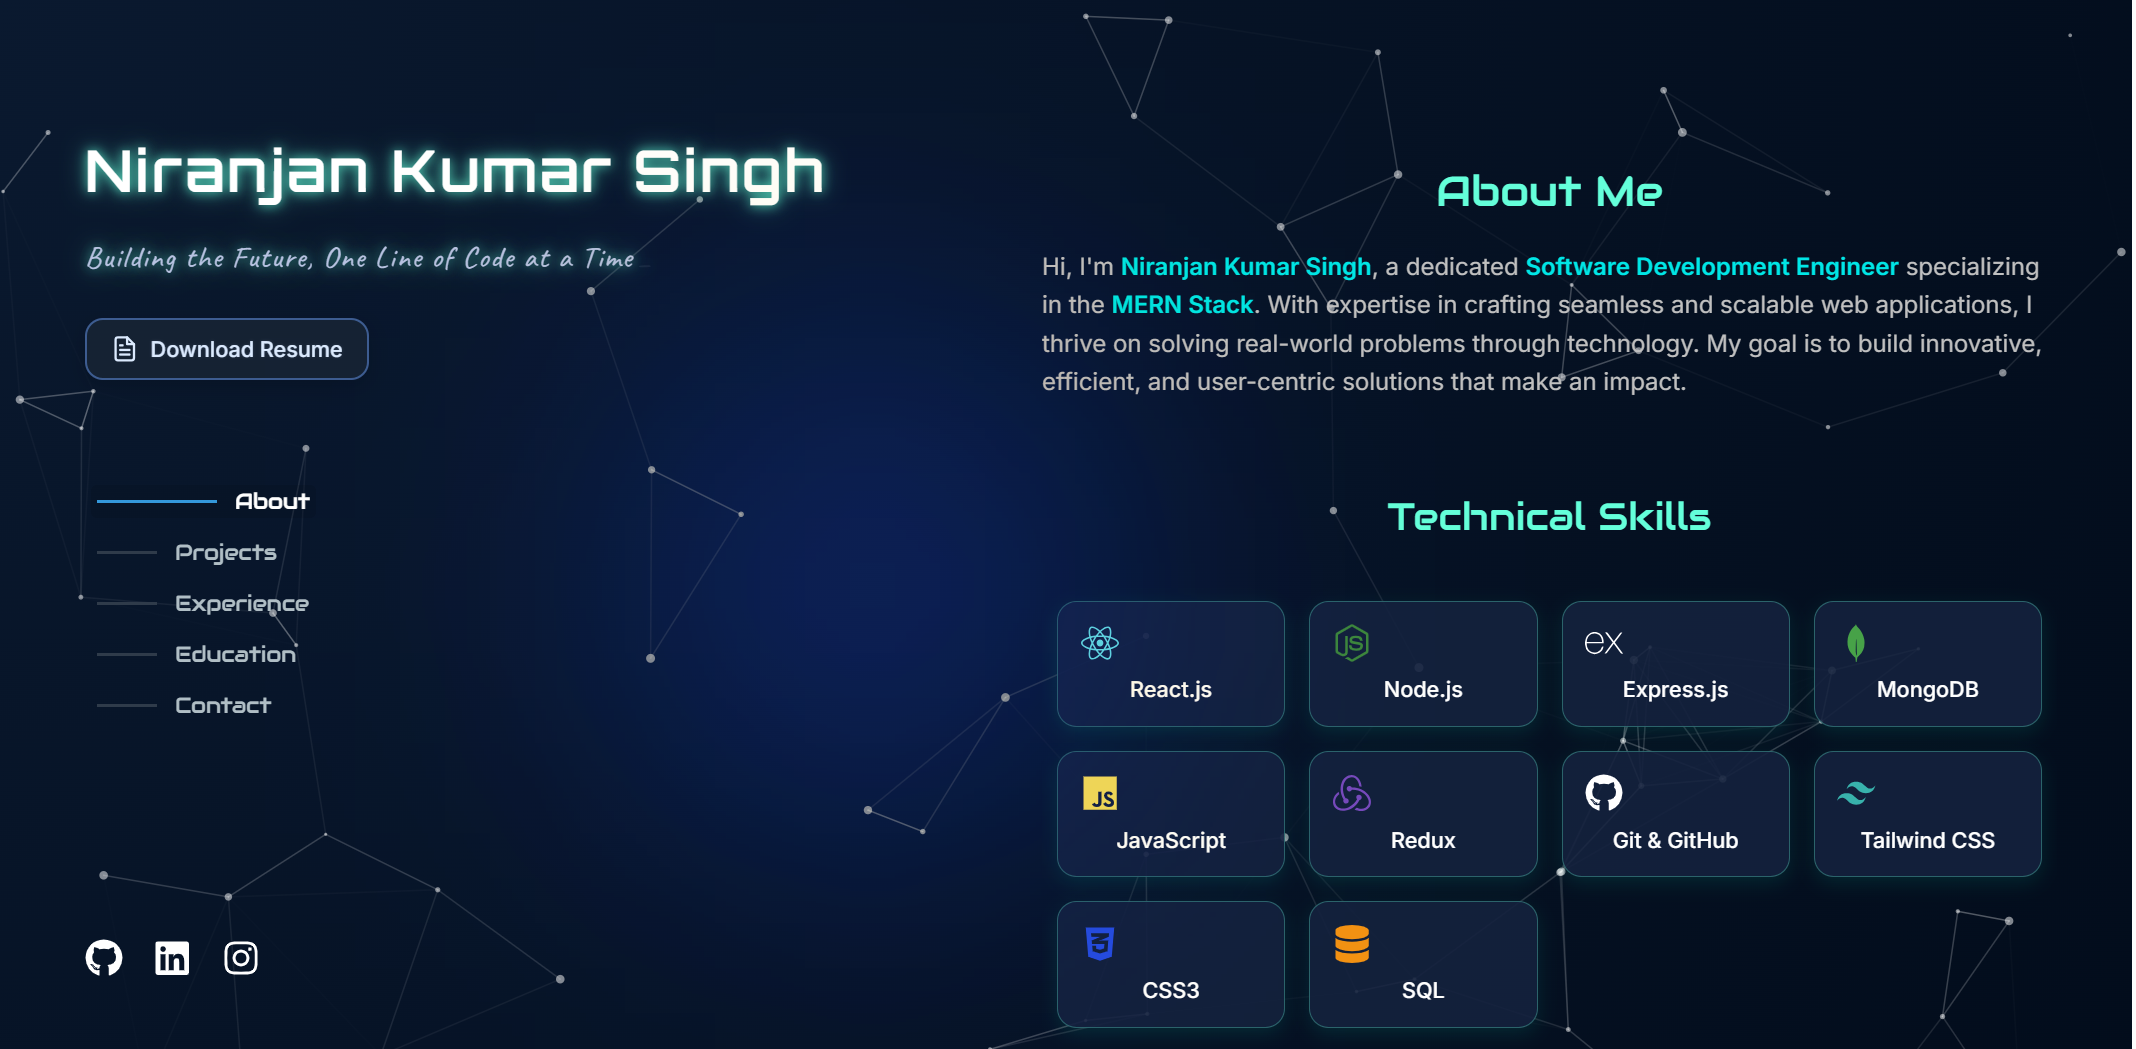 Niranjan Kumar Singh
Building the Future, One Line of Code at a Time
Download Resume
About
Projects
Experience
Education
Contact
About Me
Hi, I'm Niranjan Kumar Singh, a dedicated Software Development Engineer specializing
in the MERN Stack. With expertise in crafting seamless and scalable web applications, I
thrive on solving real-world problems through technology. My goal is to build innovative,
efficient, and user-centric solutions that make an impact.
Technical Skills
React.js
JS
Node.js
ex
Express.js
MongoDB
JS
JavaScript
Redux
Git & GitHub
Tailwind CSS
3
CSS3
SQL
in